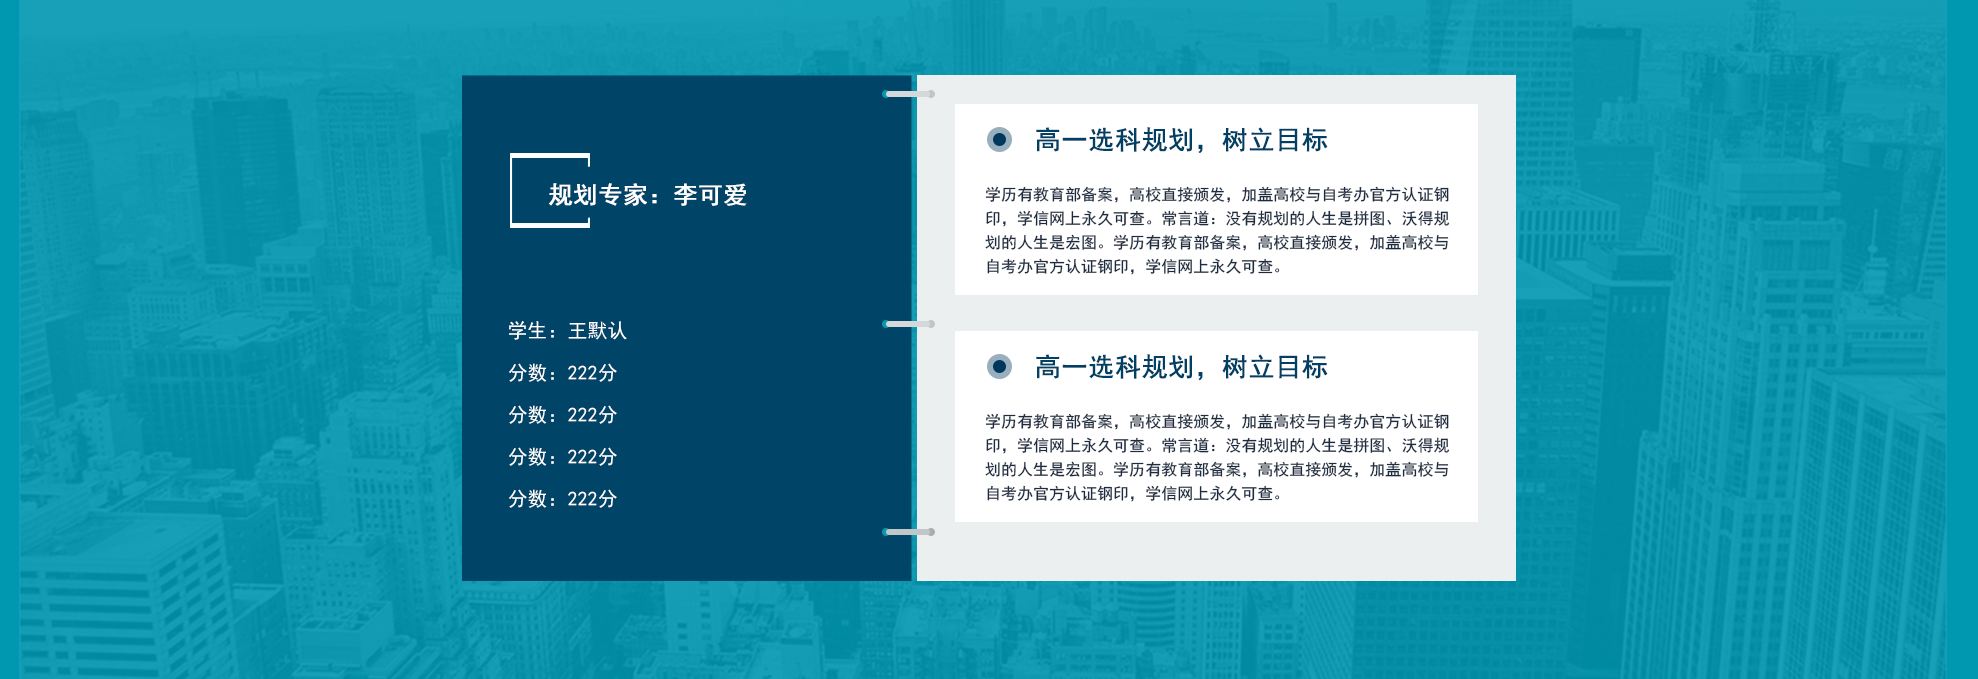 规划专家：李可爱
学生：王默认
分数：222分
分数：222分
分数：222分
分数：222分
高一选科规划，树立目标
学历有教育部备案，高校直接颁发，加盖高校与自考办官方认证钢
印，学信网上永久可查。常言道：没有规划的人生是拼图、沃得规
划的人生是宏图。学历有教育部备案，高校直接颁发，加盖高校与
自考办官方认证钢印，学信网上永久可查。
高一选科规划，树立目标
学历有教育部备案，高校直接颁发，加盖高校与自考办官方认证钢
印，学信网上永久可查。常言道：没有规划的人生是拼图、沃得规
划的人生是宏图。学历有教育部备案，高校直接颁发，加盖高校与
自考办官方认证钢印，学信网上永久可查。